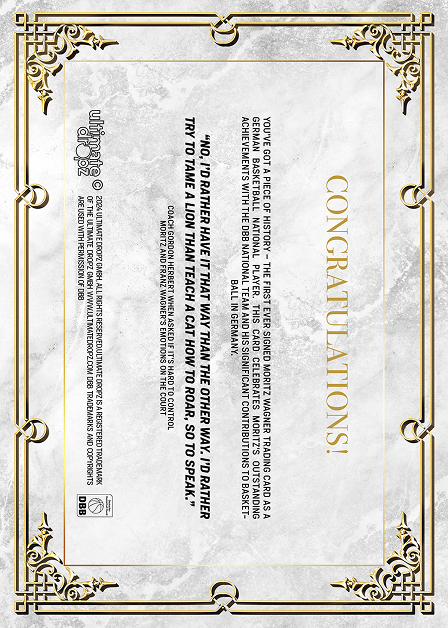 CONGRATULATIONS!
YOU'VE GOT A PIECE OF HISTORY – THE FIRST EVER SIGNED MORITZ WAGNER TRADING CARD AS A
GERMAN BASKETBALL NATIONAL PLAYER. THIS CARD CELEBRATES MORITZ'S OUTSTANDING
ACHIEVEMENTS WITH THE DBB NATIONAL TEAM AND HIS SIGNIFICANT CONTRIBUTIONS TO BASKET-
BALL IN GERMANY.
"NO, I'D RATHER HAVE IT THAT WAY THAN THE OTHER WAY. I'D RATHER
TRY TO TAME A LION THAN TEACH A CAT HOW TO ROAR, SO TO SPEAK."
COACH GORDON HERBERT WHEN ASKED IF IT'S HARD TO CONTROL
MORITZ AND FRANZ WAGNER'S EMOTIONS ON THE COURT
ultimate
dropz
© 2024 ULTIMATE DROPZ GMBH. ALL RIGHTS RESERVED.ULTIMATE DROPZ IS A REGISTERED TRADEMARK
OF THE ULTIMATE DROPZ GMBH WWW.ULTIMATEDROPZ.COM DBB TRADEMARKS AND COPYRIGHTS
ARE USED WITH PERMISSION OF DBB
DBB